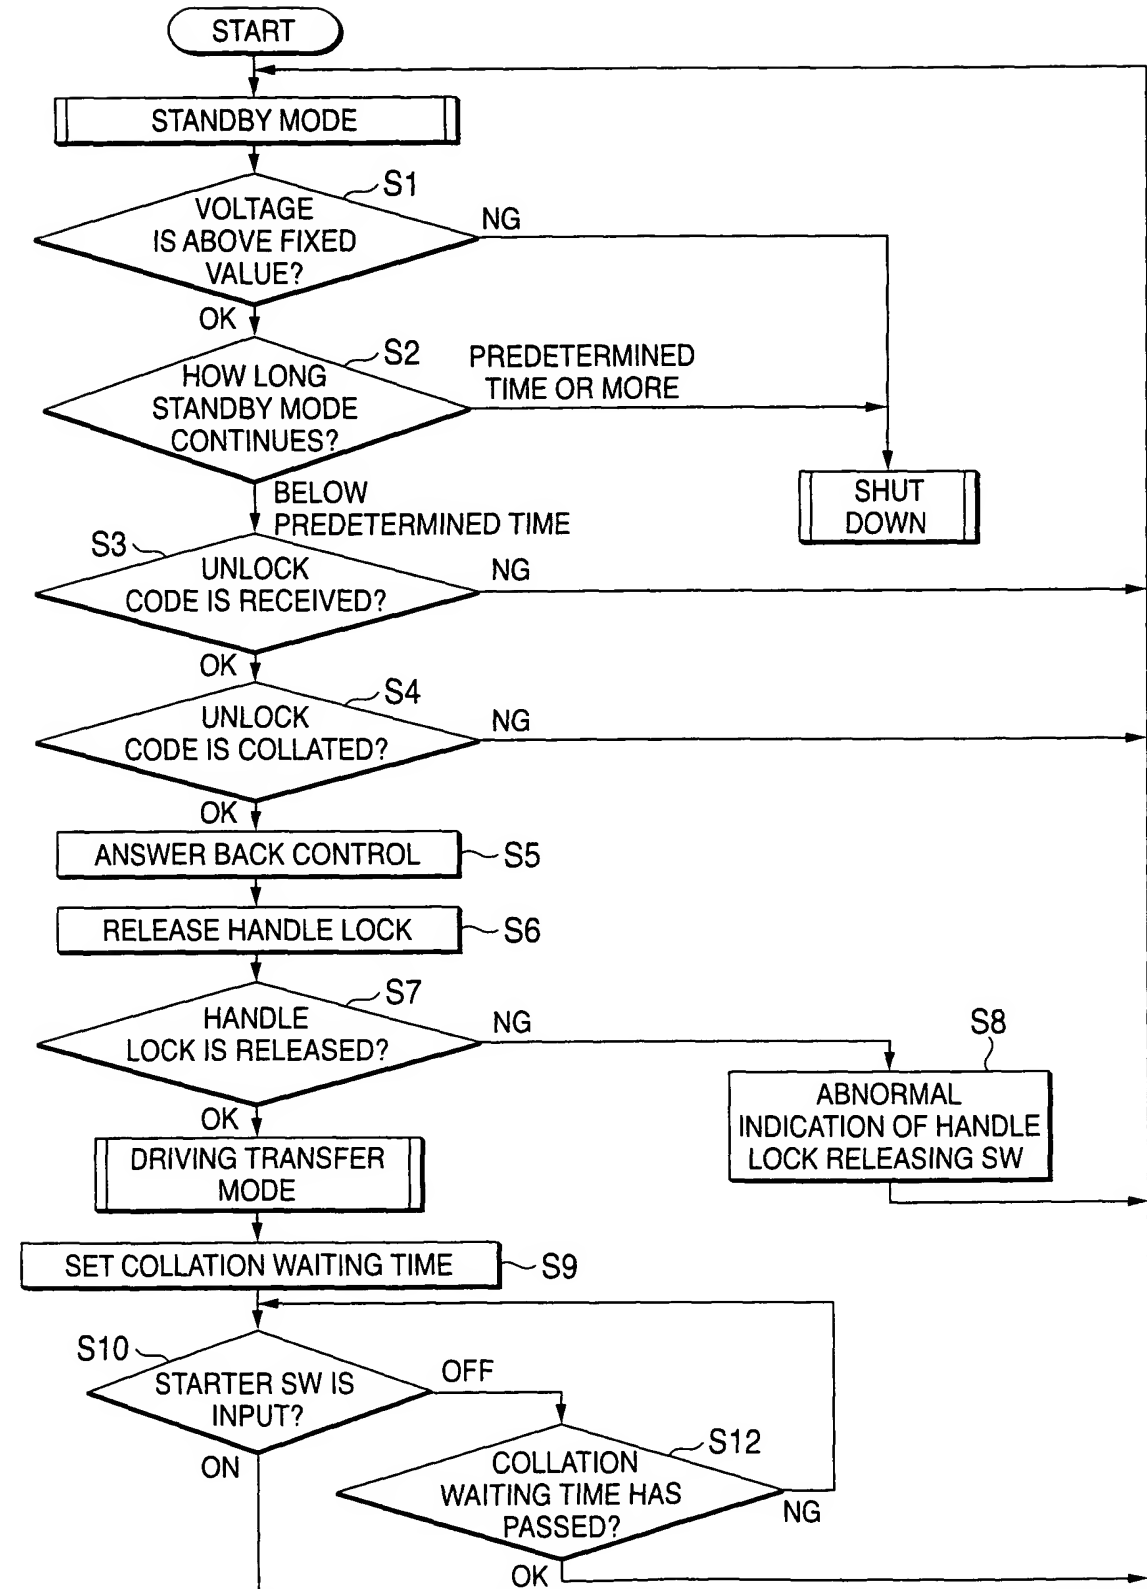 START
STANDBY MODE
S1
VOLTAGE
IS ABOVE FIXED
VALUE?
NG
OK
S2
HOW LONG
STANDBY MODE
CONTINUES?
PREDETERMINED
TIME OR MORE
SHUT
DOWN
BELOW
PREDETERMINED TIME
S3
UNLOCK
CODE IS RECEIVED?
NG
OK
S4
UNLOCK
CODE IS COLLATED?
NG
OK
ANSWER BACK CONTROL
S5
RELEASE HANDLE LOCK
S6
S7
HANDLE
LOCK IS RELEASED?
NG
S8
ABNORMAL
INDICATION OF HANDLE
LOCK RELEASING SW
OK
DRIVING TRANSFER
MODE
SET COLLATION WAITING TIME
S9
S10
STARTER SW IS
INPUT?
OFF
ON
S12
COLLATION
WAITING TIME HAS
PASSED?
NG
OK